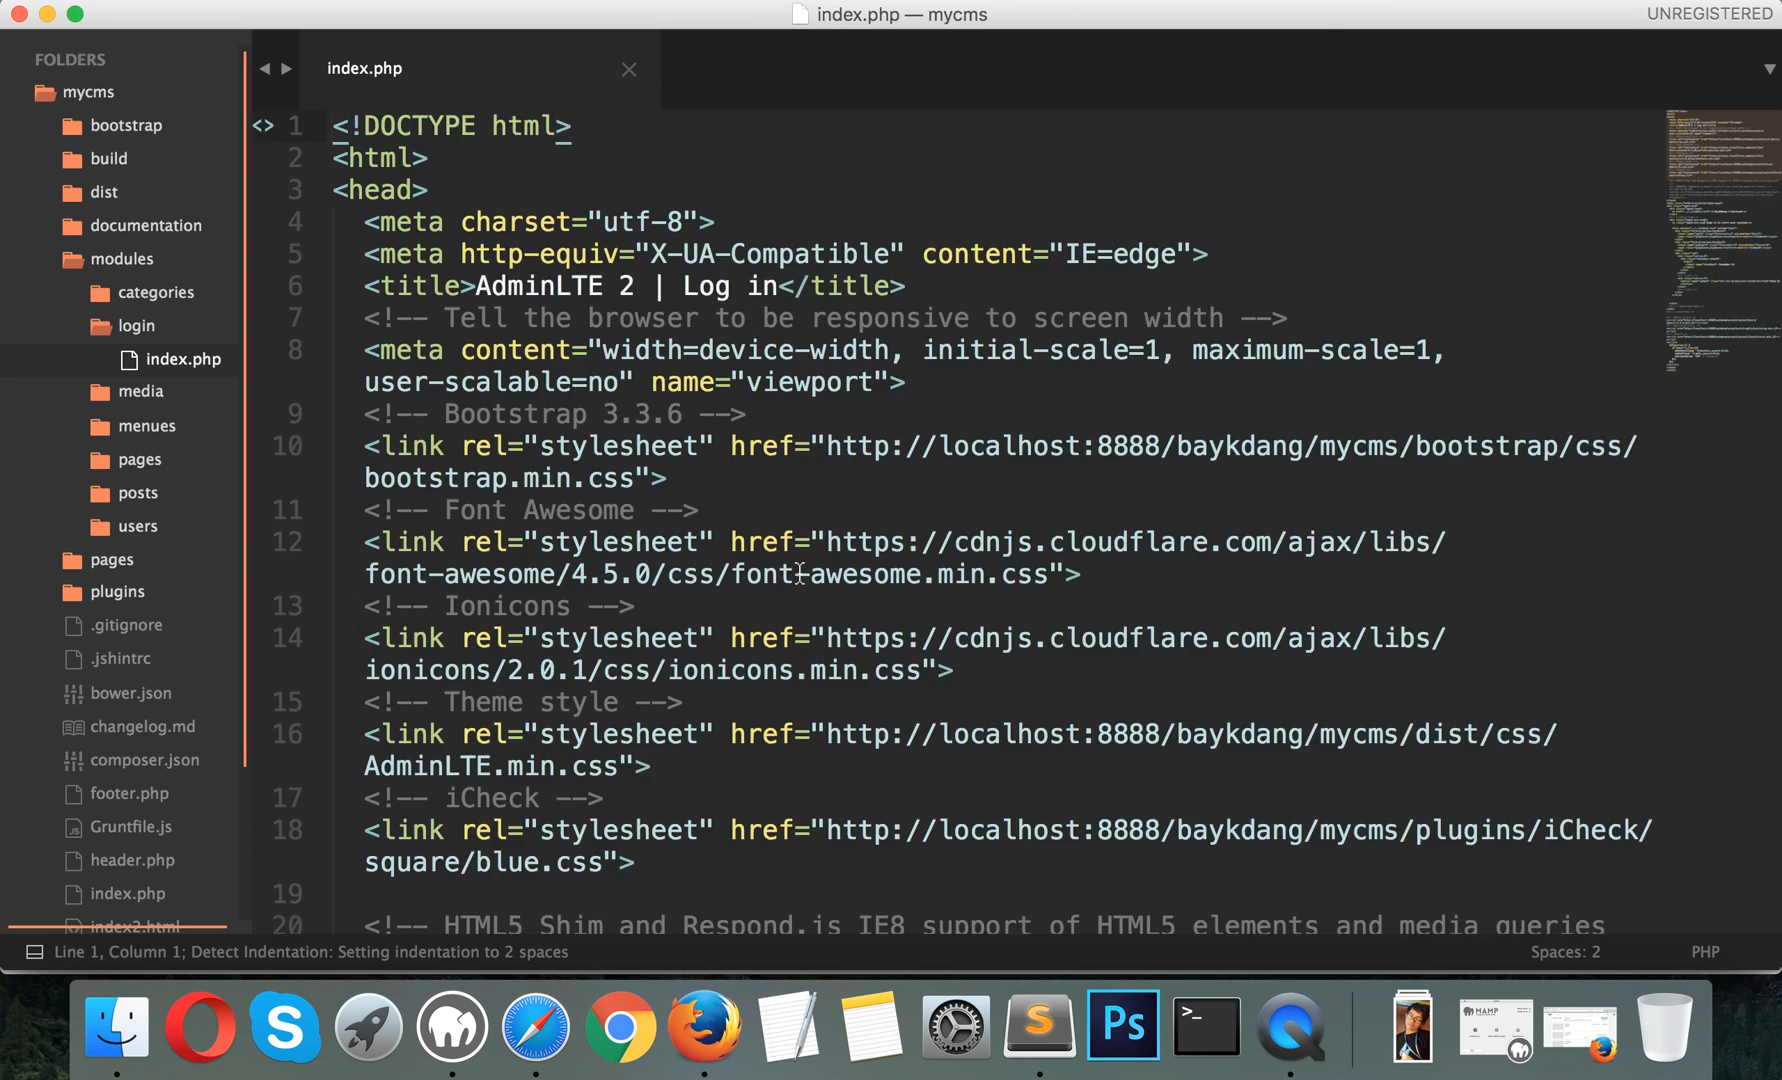 index.php — mycms
UNREGISTERED
FOLDERS
mycms
bootstrap
build
dist
documentation
modules
categories
login
index.php
media
menues
pages
posts
users
pages
plugins
.gitignore
.jshintrc
bower.json
changelog.md
composer.json
footer.php
Gruntfile.js
header.php
index.php
index2.html
index.php
<> 1 <!DOCTYPE html>
2 <html>
3 <head>
4 <meta charset="utf-8">
5 <meta http-equiv="X-UA-Compatible" content="IE=edge">
6 <title>AdminLTE 2 | Log in</title>
7 <!-- Tell the browser to be responsive to screen width -->
8 <meta content="width=device-width, initial-scale=1, maximum-scale=1,
user-scalable=no" name="viewport">
9 <!-- Bootstrap 3.3.6 -->
10 <link rel="stylesheet" href="http://localhost:8888/baykdang/mycms/bootstrap/css/
bootstrap.min.css">
11 <!-- Font Awesome -->
12 <link rel="stylesheet" href="https://cdnjs.cloudflare.com/ajax/libs/
font-awesome/4.5.0/css/font-awesome.min.css">
13 <!-- Ionicons -->
14 <link rel="stylesheet" href="https://cdnjs.cloudflare.com/ajax/libs/
ionicons/2.0.1/css/ionicons.min.css">
15 <!-- Theme style -->
16 <link rel="stylesheet" href="http://localhost:8888/baykdang/mycms/dist/css/
AdminLTE.min.css">
17 <!-- iCheck -->
18 <link rel="stylesheet" href="http://localhost:8888/baykdang/mycms/plugins/iCheck/
square/blue.css">
19
20 <!-- HTML5 Shim and Respond.js IE8 support of HTML5 elements and media queries
Line 1, Column 1; Detect Indentation: Setting indentation to 2 spaces
Spaces: 2
PHP
S
S
Ps
>_
MAMP